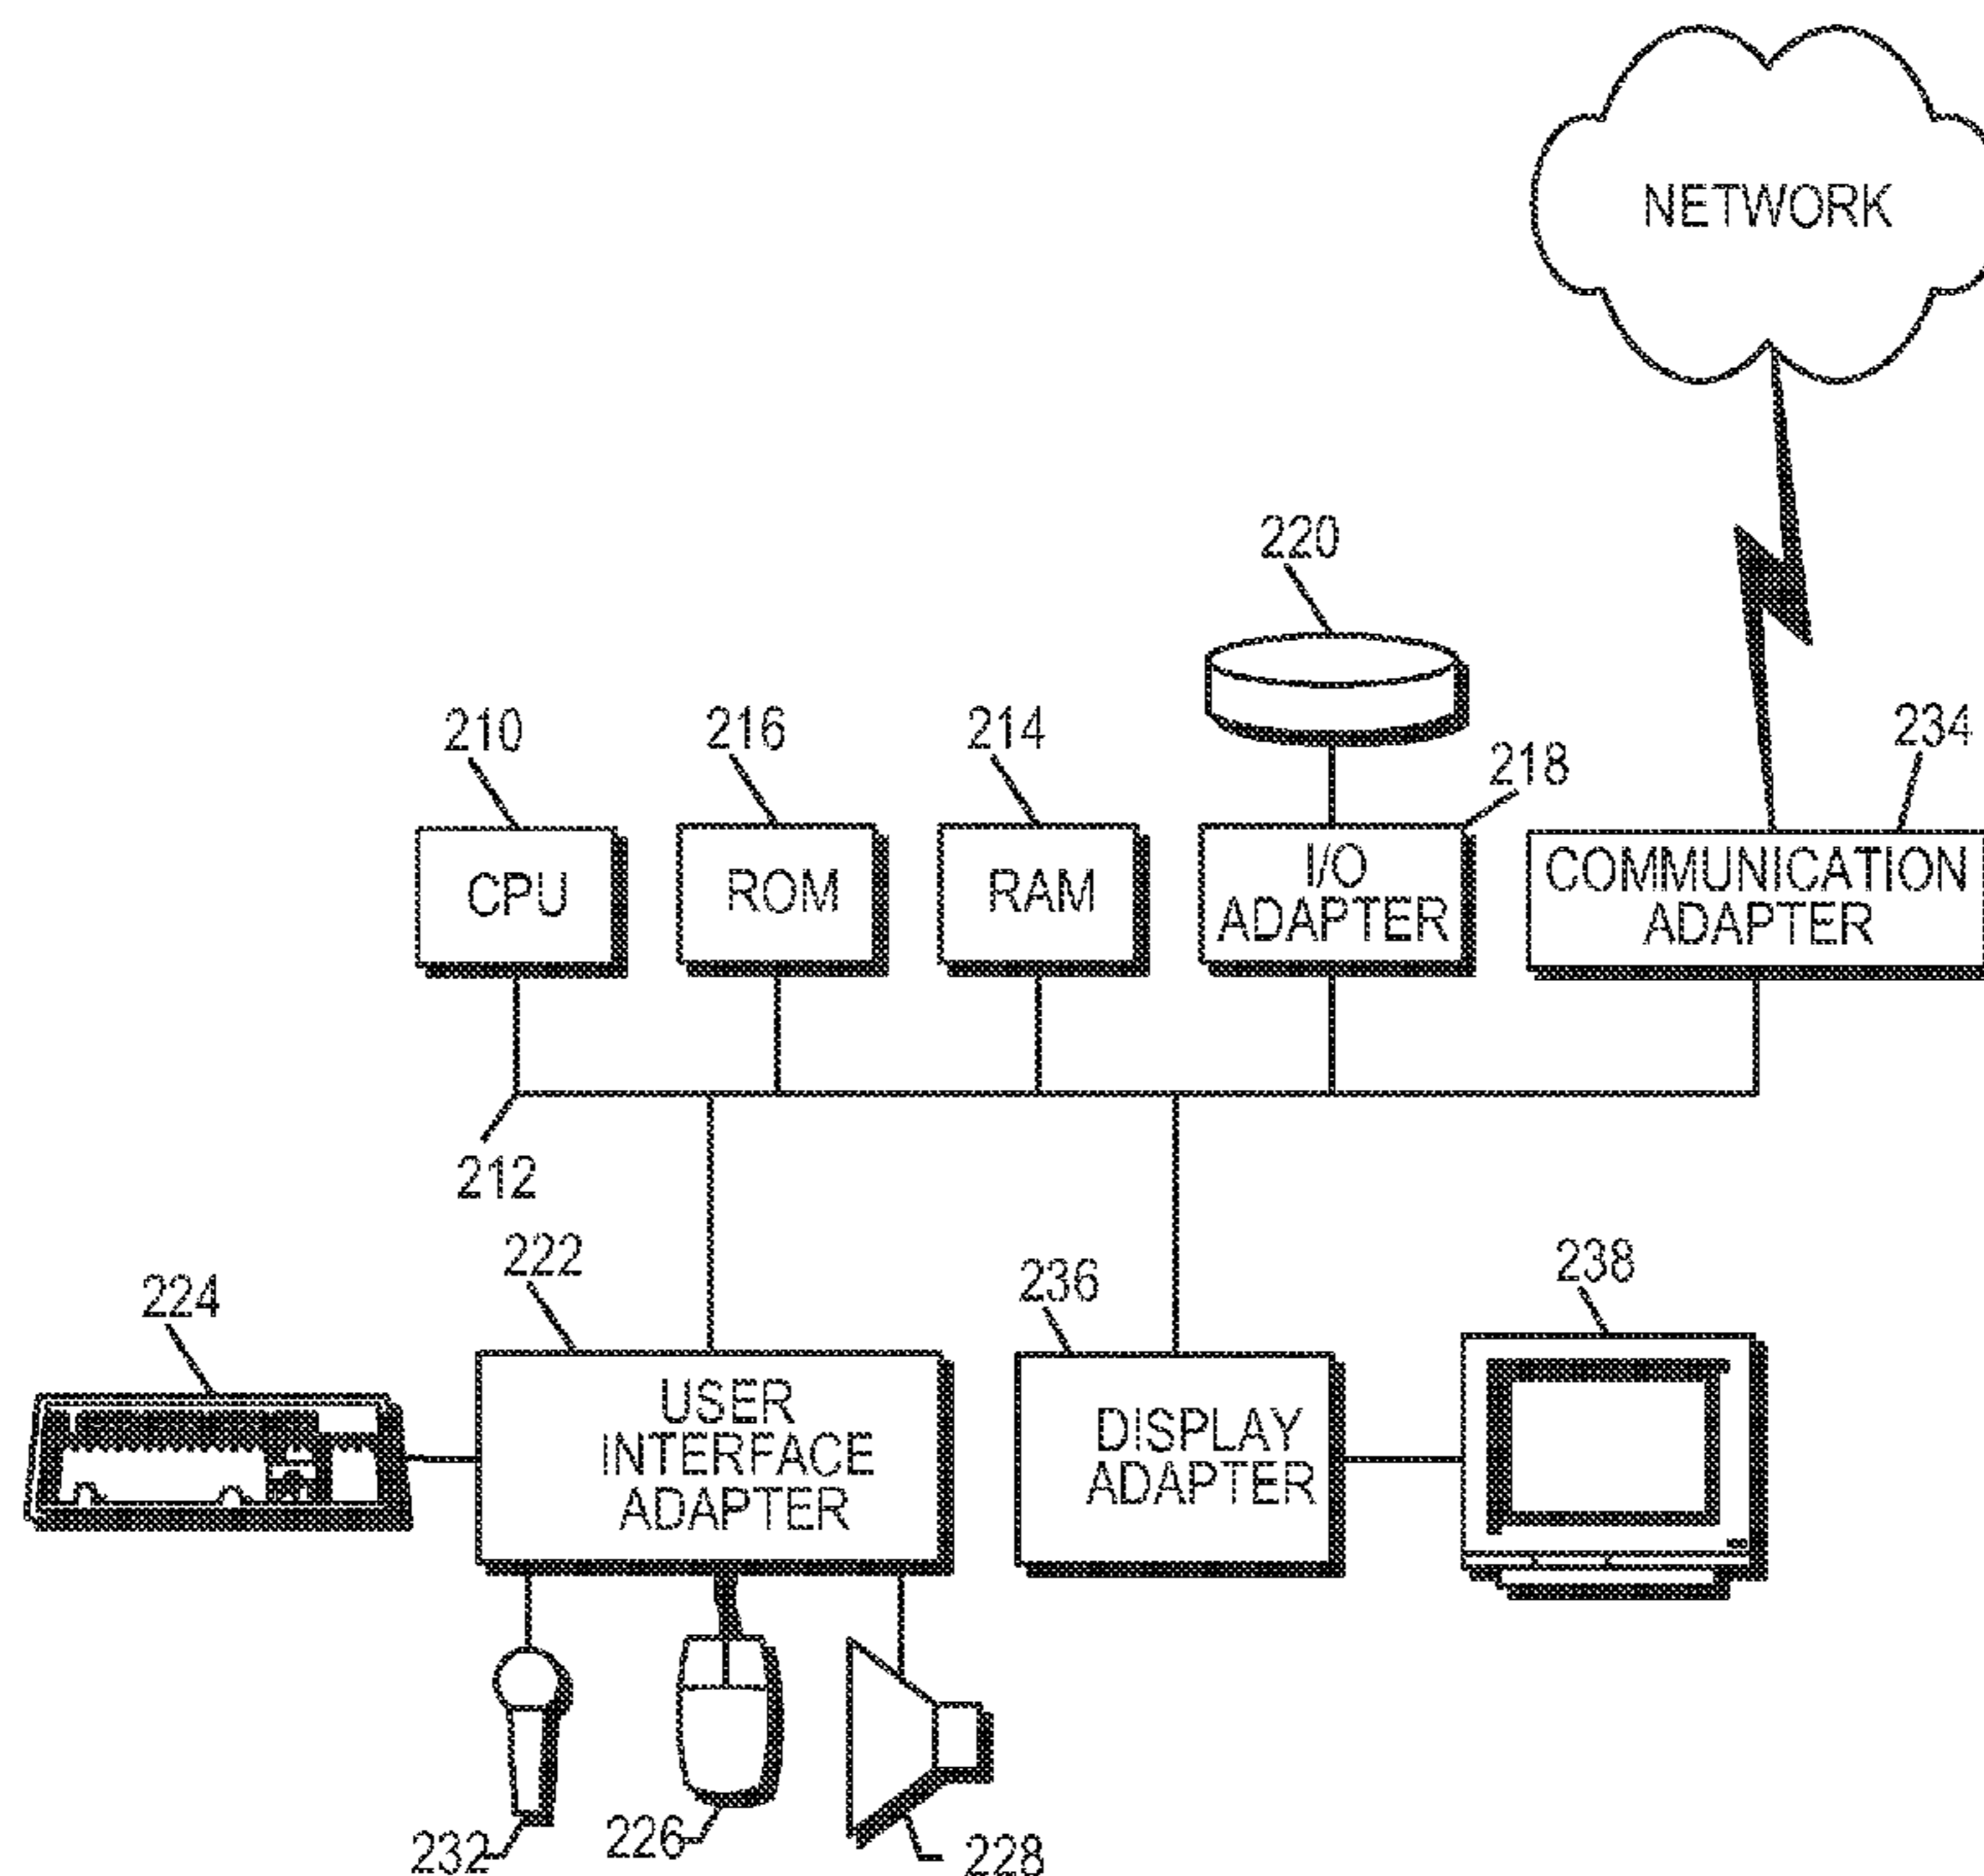 NETWORK
220
210
216
214
218
234
CPU
ROM
RAM
I/O
ADAPTER
COMMUNICATION
ADAPTER
212
222
236
238
224
USER
INTERFACE
ADAPTER
DISPLAY
ADAPTER
232
226
228